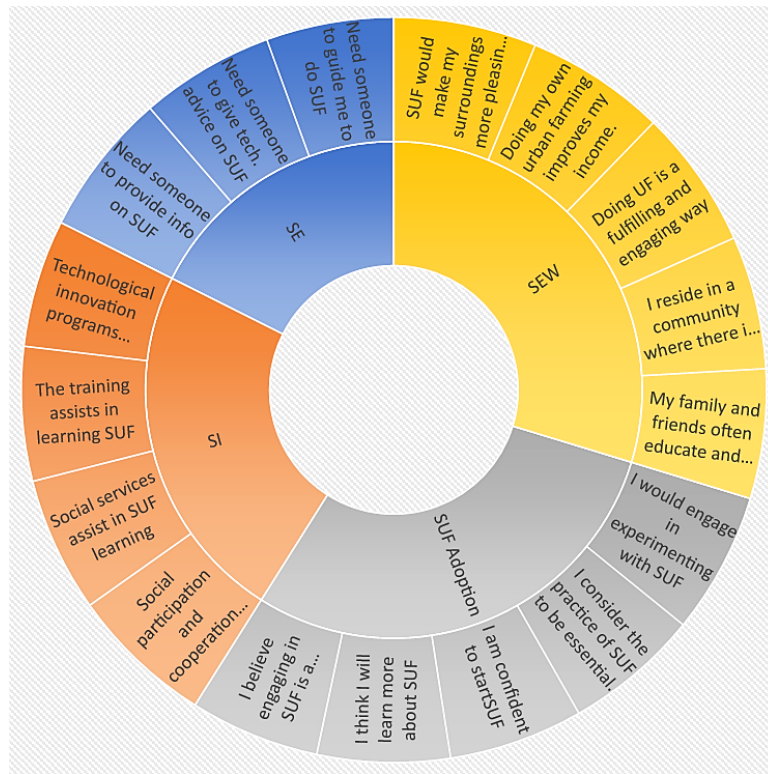 SEW
SUF would
make my
surroundings
more pleasin...
Doing my own
urban farming
improves my
income.
Doing UF is a
fulfilling and
engaging way
I reside in a
community
where there i...
My family and
friends often
educate and...
SUF Adoption
I would engage
in
experimenting
with SUF
I consider the
practice of SUF
to be essential.
I am confident
to startSUF
I think I will
learn more
about SUF
I believe
engaging in
SUF is a...
SI
Social
participation
and
cooperation...
Social services
assist in SUF
learning
The training
assists in
learning SUF
Technological
innovation
programs...
SE
Need someone
to provide info
on SUF
Need someone
to give tech.
advice on SUF
Need someone
to guide me to
do SUF